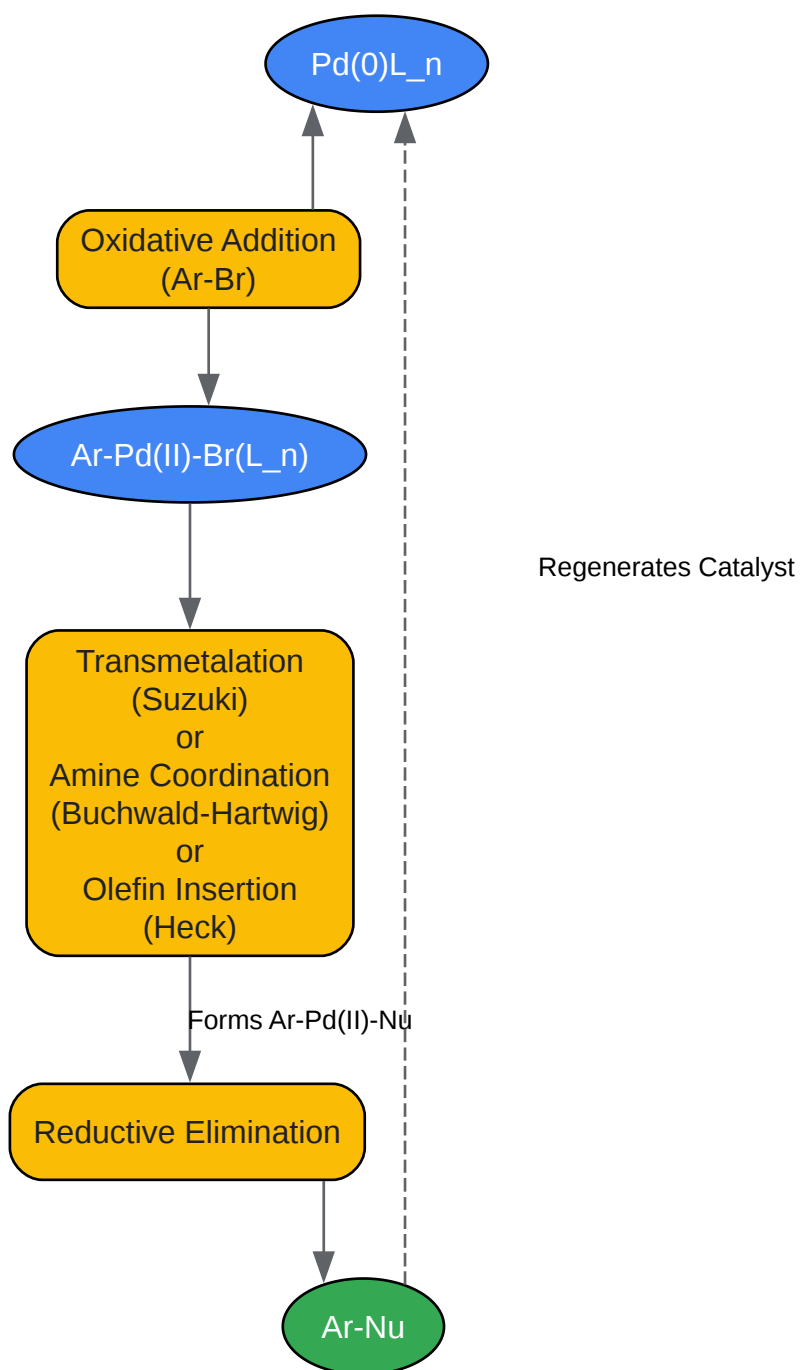 Pd(0)L_n
Oxidative Addition
(Ar-Br)
Ar-Pd(II)-Br(L_n)
Regenerates Catalyst
Transmetalation
(Suzuki)
or
Amine Coordination
(Buchwald-Hartwig)
or
Olefin Insertion
(Heck)
Forms Ar-Pd(II)-Nu
Reductive Elimination
Ar-Nu